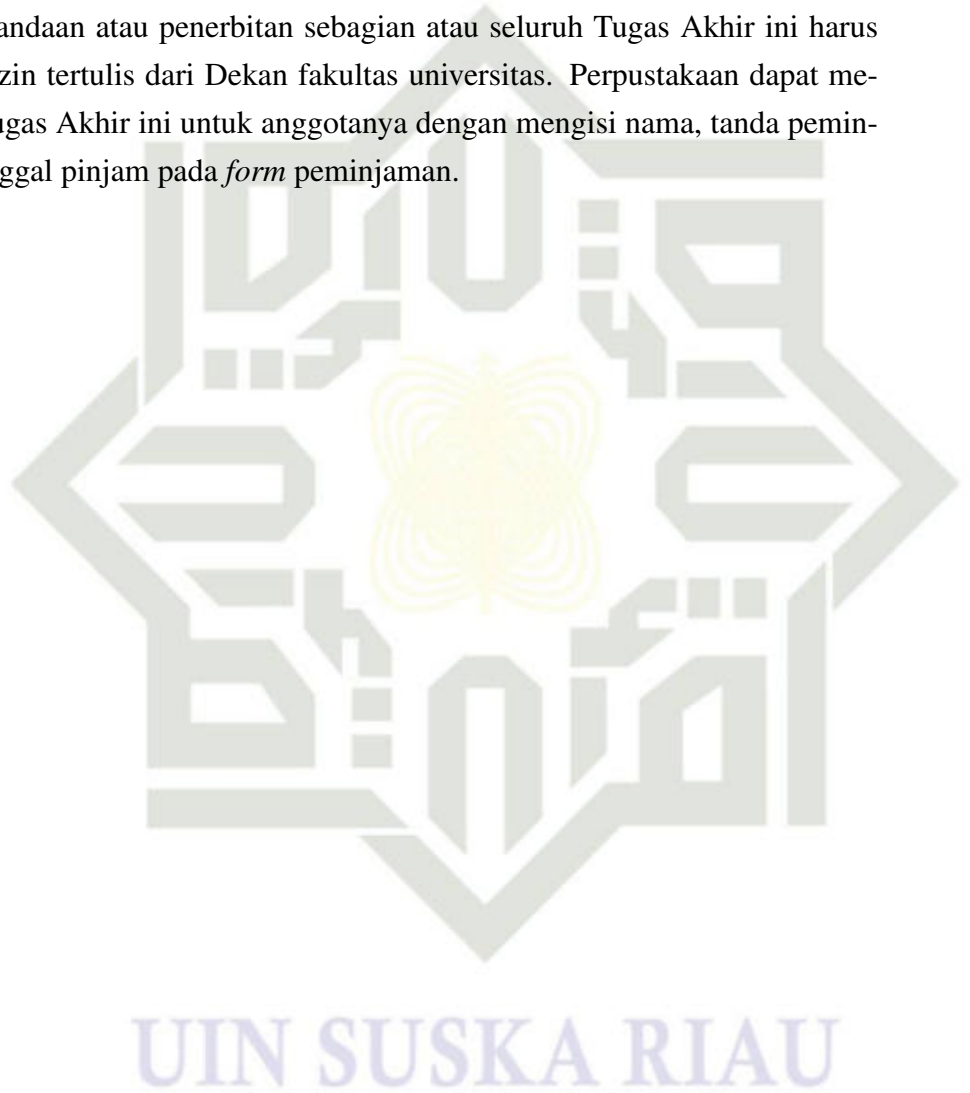 andaan atau penerbitan sebagian atau seluruh Tugas Akhir ini harus
zin tertulis dari Dekan fakultas universitas. Perpustakaan dapat me-
ugas Akhir ini untuk anggotanya dengan mengisi nama, tanda pemin-
ggal pinjam pada form peminjaman.
UIN SUSKA RIAU